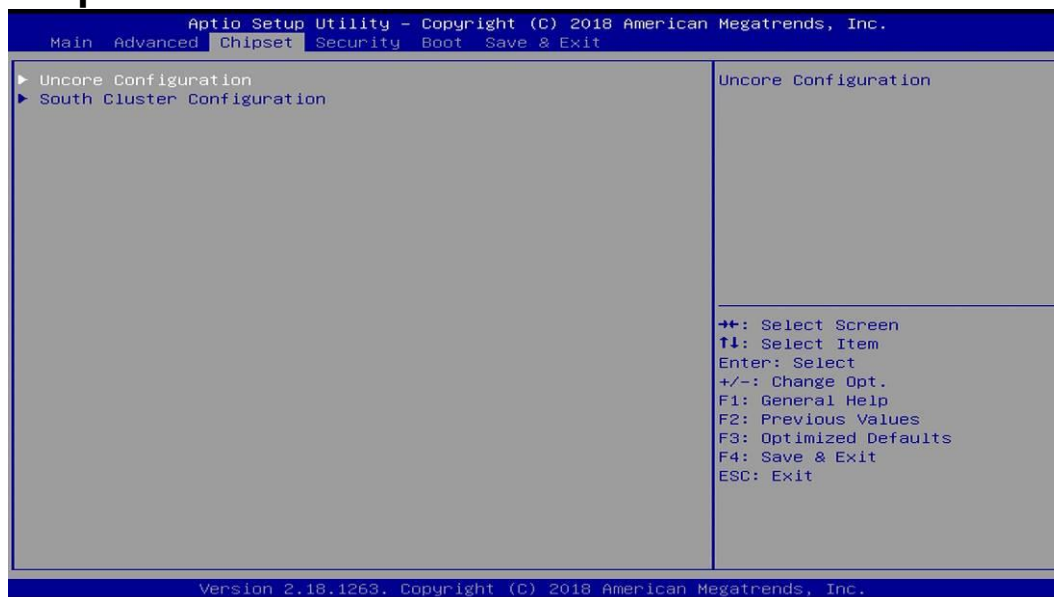 Aptio Setup Utility – Copyright (C) 2018 American Megatrends, Inc.
Main Advanced Chipset Security Boot Save & Exit
▶ Uncore Configuration
▶ South Cluster Configuration
Uncore Configuration
→←: Select Screen
↑↓: Select Item
Enter: Select
+/-: Change Opt.
F1: General Help
F2: Previous Values
F3: Optimized Defaults
F4: Save & Exit
ESC: Exit
Version 2.18.1263. Copyright (C) 2018 American Megatrends, Inc.